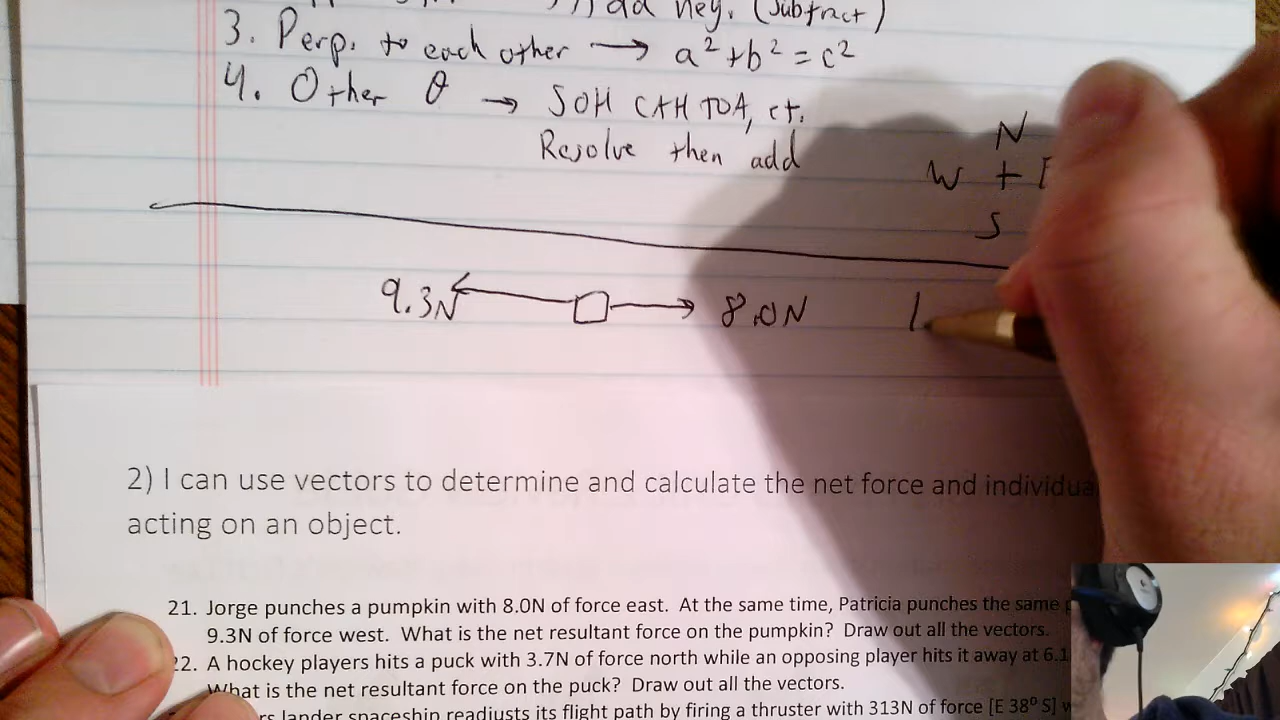 dd neg. (Subtract)
3. Perp. to each other → a² + b² = c²
4. Other θ → SOH CAH TOA, ct.
Resolve then add
N
W + E
S
9.3N 8.0N
2) I can use vectors to determine and calculate the net force and individua
acting on an object.
21. Jorge punches a pumpkin with 8.0N of force east. At the same time, Patricia punches the same p
9.3N of force west. What is the net resultant force on the pumpkin? Draw out all the vectors.
22. A hockey players hits a puck with 3.7N of force north while an opposing player hits it away at 6.1
What is the net resultant force on the puck? Draw out all the vectors.
rs lander spaceship readjusts its flight path by firing a thruster with 313N of force [E 38⁰ S] w